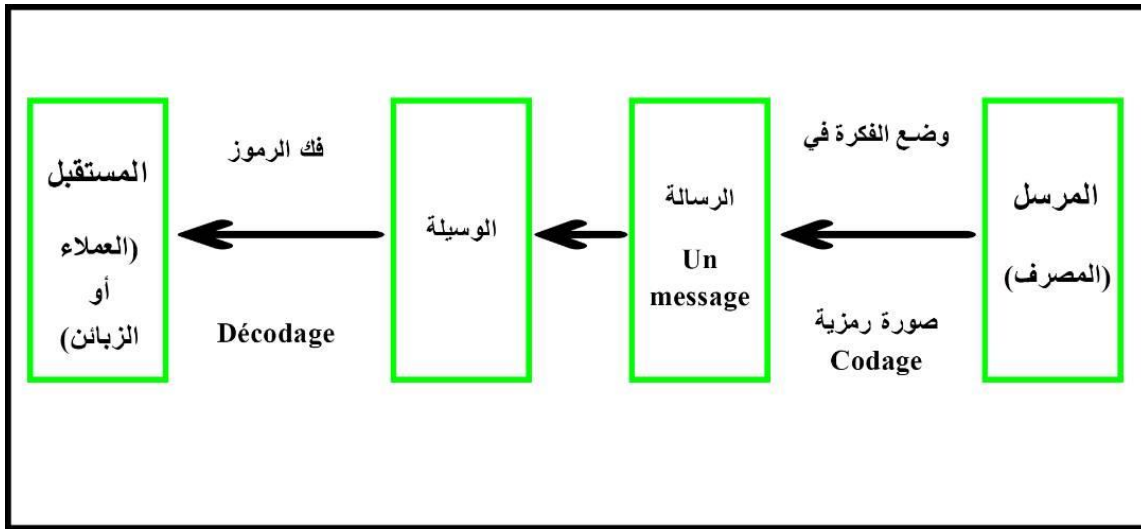 المرسل
(المصرف)
وضع الفكرة في
صورة رمزية
Codage
الرسالة
Un
message
الوسيلة
فك الرموز
Décodage
المستقبل
(العملاء
أو
الزبائن)